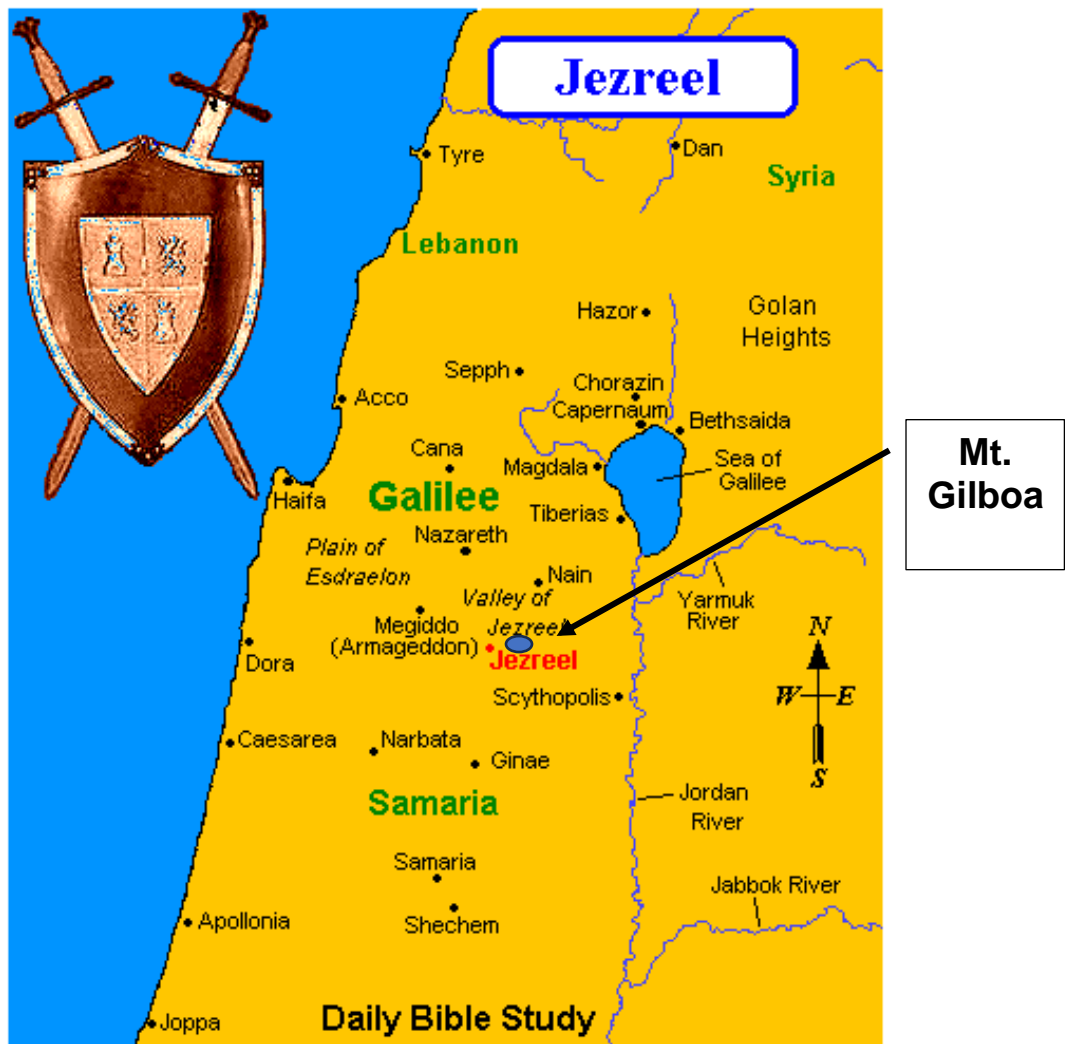 Jezreel
Tyre
Dan
Syria
Lebanon
Hazor
Golan
Heights
Sepph
Chorazin
Acco
Capernaum
Bethsaida
Mt.
Gilboa
Cana
Magdala
Sea of
Galilee
Haifa
Galilee
Tiberias
Nazareth
Plain of
Esdraelon
Nain
Valley of
Jezreel
Yarmuk
River
Megiddo
(Armageddon)
Jezreel
N
Dora
W E
S
Scythopolis
Caesarea
Narbata
Ginae
Samaria
Jordan
River
Samaria
Jabbok River
Apollonia
Shechem
Joppa
Daily Bible Study